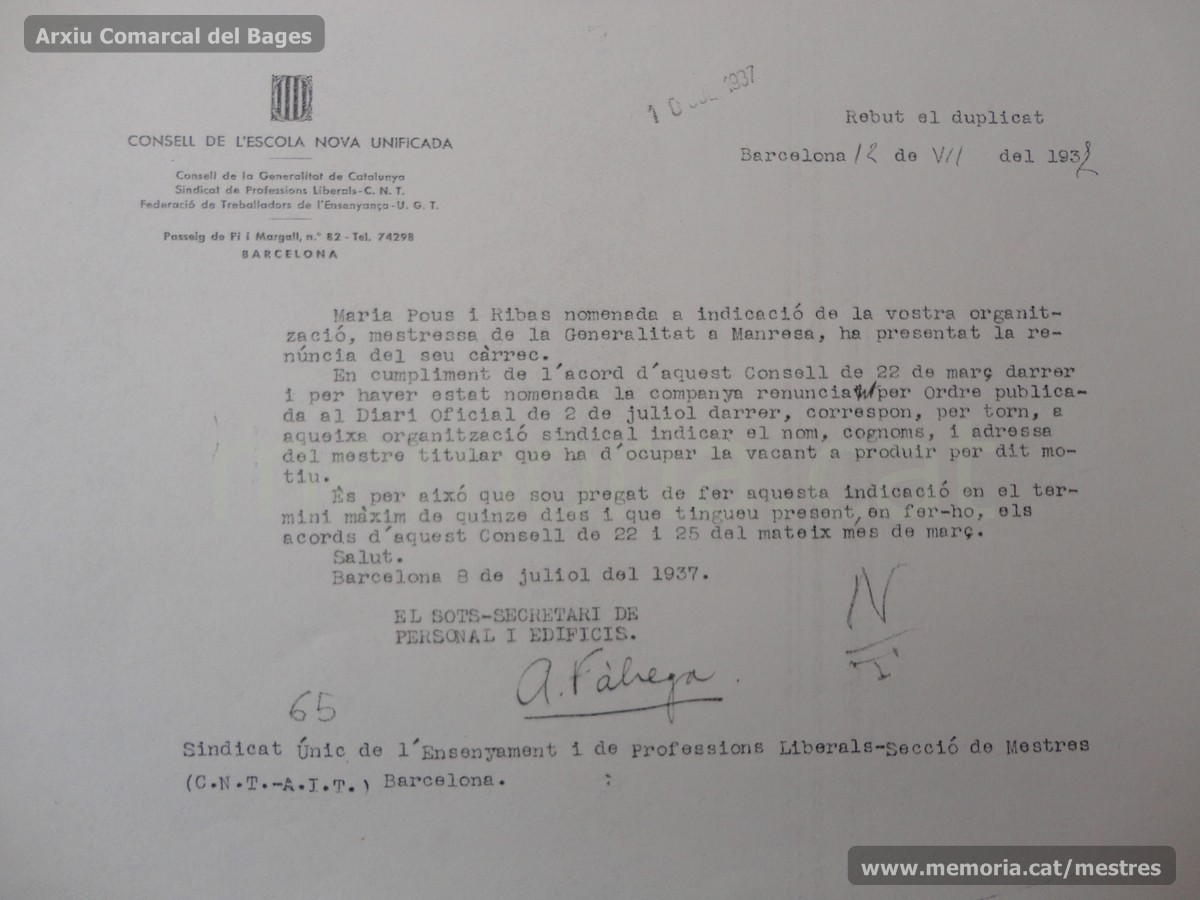 Arxiu Comarcal del Bages
CONSELL DE L'ESCOLA NOVA UNIFICADA
Consell de la Generalitat de Catalunya
Sindicat de Professions Liberals-C. N. T.
Federació de Treballadors de l'Ensenyança-U. G. T.
Passeig de Pi i Margall, n.º 82 - Tel. 74298
BARCELONA
10 1937
Rebut el duplicat
Barcelona 12 de VII del 193
Maria Pous i Ribas nomenada a indicació de la vostra organit-
zació, mestressa de la Generalitat a Manresa, ha presentat la re-
núncia del seu càrrec.
En cumpliment de l'acord d'aquest Consell de 22 de març darrer
i per haver estat nomenada la companya renuncia per Ordre publica-
da al Diari Oficial de 2 de juliol darrer, correspon, per torn, a
aqueixa organització sindical indicar el nom, cognoms, i adressa
del mestre titular que ha d'ocupar la vacant a produir per dit mo-
tiu.
És per aixó que sou pregat de fer aquesta indicació en el ter-
mini màxim de quinze dies i que tingueu present, en fer-ho, els
acords d'aquest Consell de 22 i 25 del mateix més de març.
Salut.
Barcelona 8 de juliol del 1937.
EL SOTS-SECRETARI DE
PERSONAL I EDIFICIS.
N
A. Fàbrega
65
Sindicat Únic de l'Ensenyament i de Professions Liberals-Secció de Mestres
(C.N.T.-A.I.T.) Barcelona.
www.memoria.cat/mestres